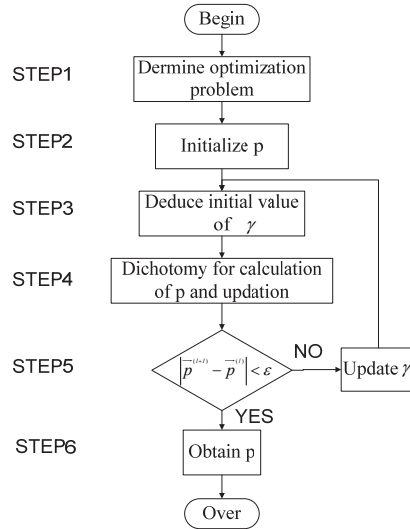 Begin
STEP1
Dermine optimization
problem
STEP2
Initialize p
STEP3
Deduce initial value
of γ
STEP4
Dichotomy for calculation
of p and updation
STEP5
|p⃗^(l+1) − p⃗^(l)| < ε
NO
Update γ
YES
STEP6
Obtain p
Over